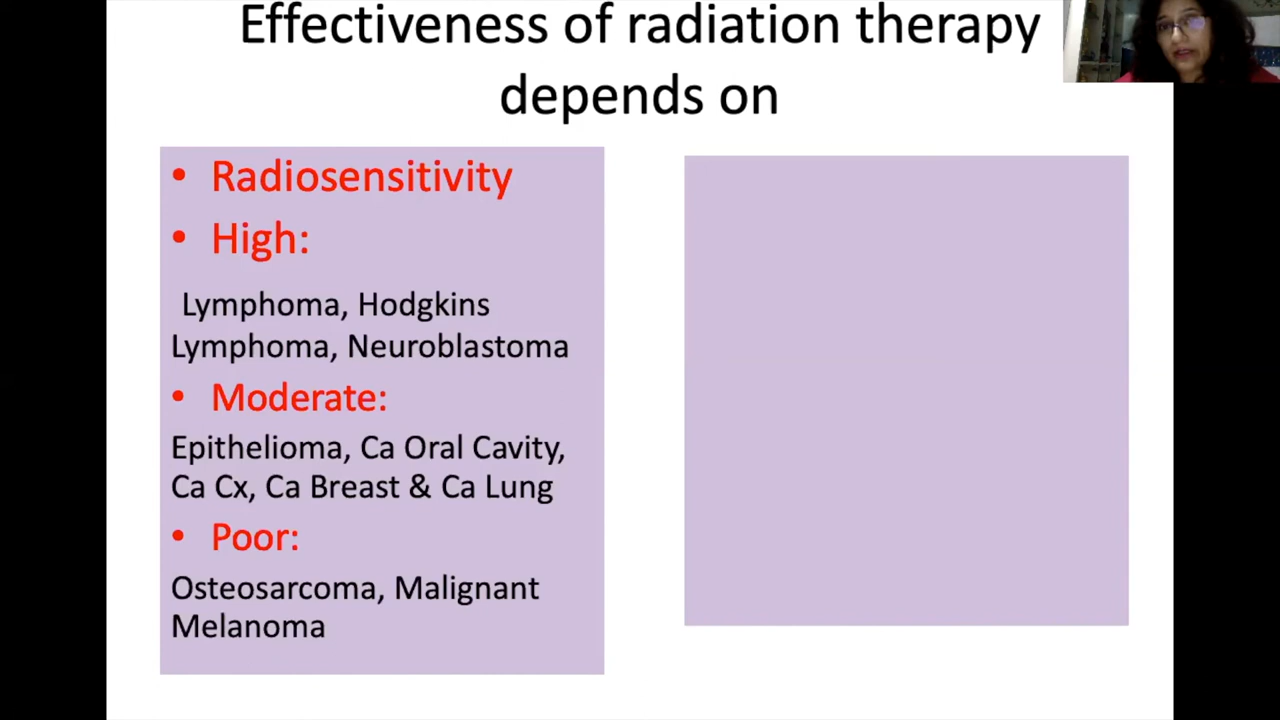 Effectiveness of radiation therapy
depends on
• Radiosensitivity
• High:
Lymphoma, Hodgkins
Lymphoma, Neuroblastoma
• Moderate:
Epithelioma, Ca Oral Cavity,
Ca Cx, Ca Breast & Ca Lung
• Poor:
Osteosarcoma, Malignant
Melanoma